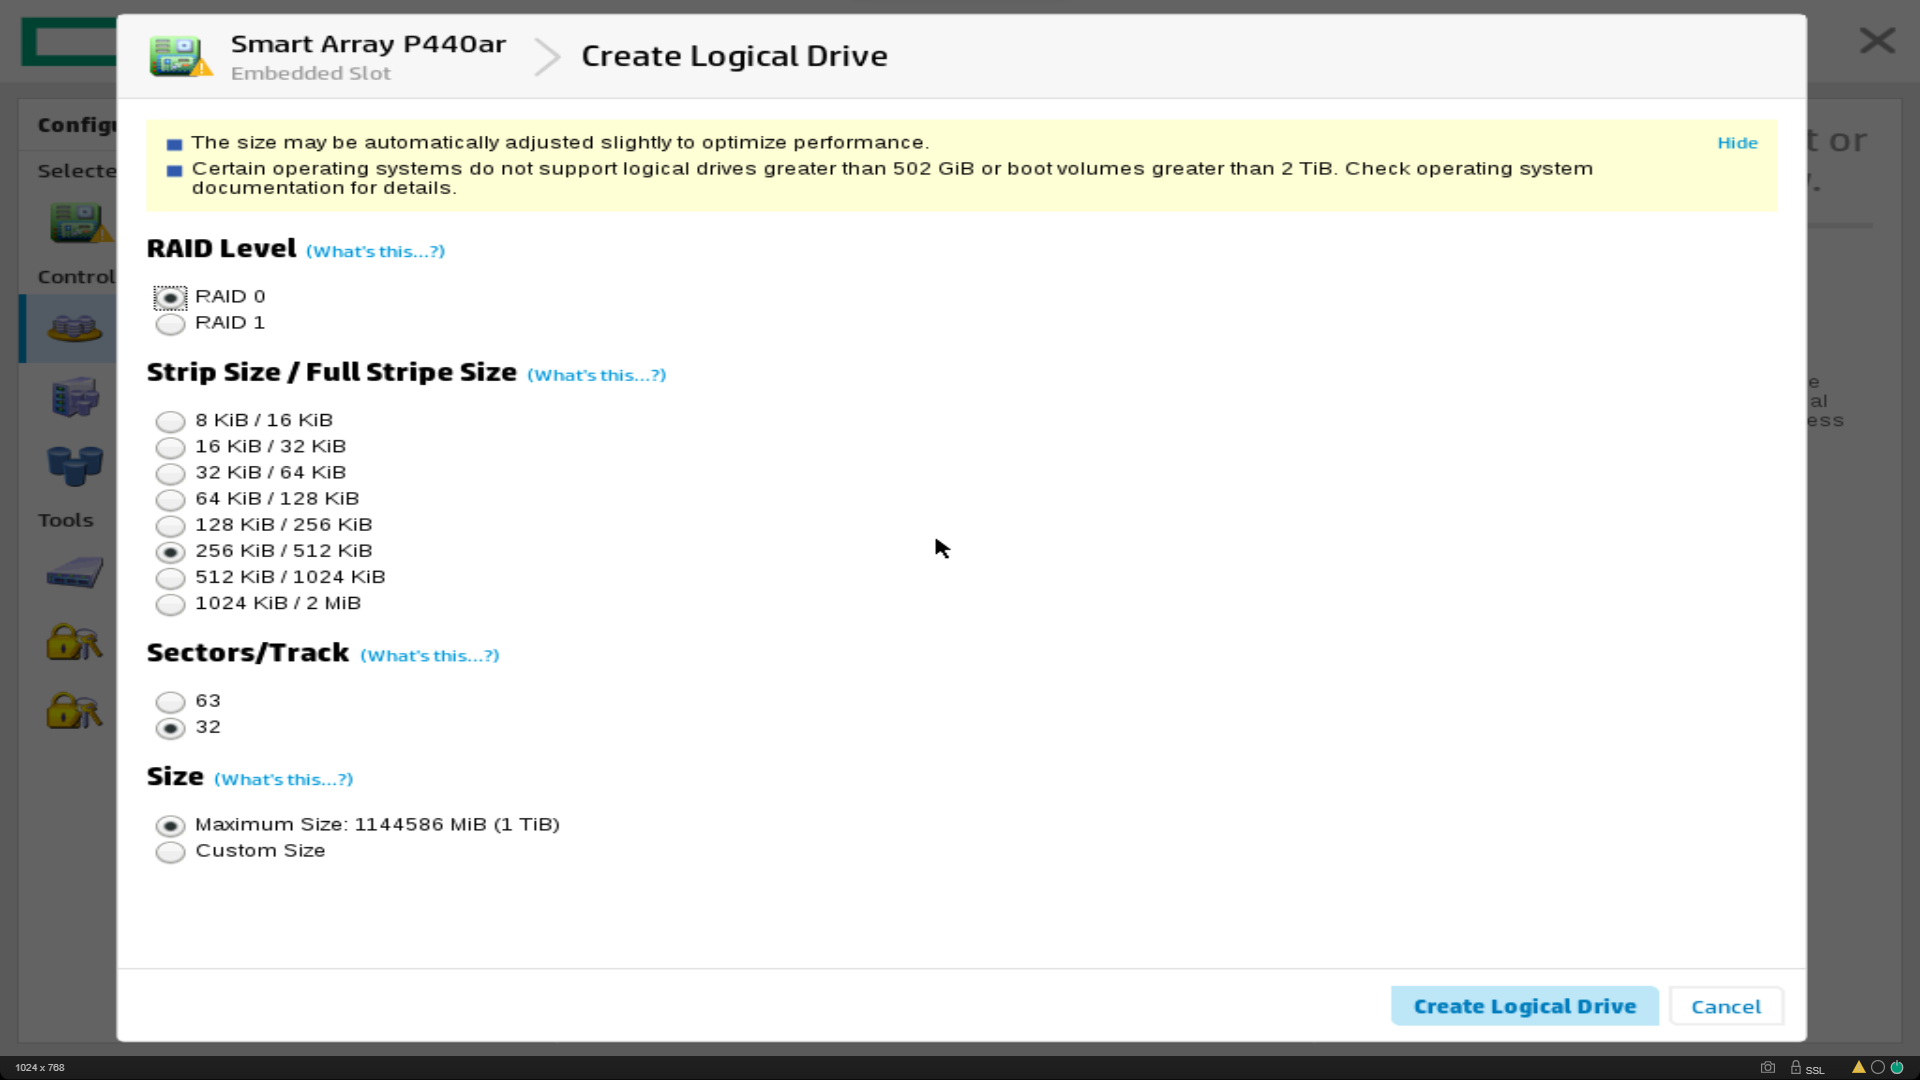 Smart Array P440ar
Embedded Slot
Create Logical Drive
The size may be automatically adjusted slightly to optimize performance.
Hide
Certain operating systems do not support logical drives greater than 502 GiB or boot volumes greater than 2 TiB. Check operating system
documentation for details.
RAID Level (What's this...?)
RAID 0
RAID 1
Strip Size / Full Stripe Size (What's this...?)
8 KiB / 16 KiB
16 KiB / 32 KiB
32 KiB / 64 KiB
64 KiB / 128 KiB
128 KiB / 256 KiB
256 KiB / 512 KiB
512 KiB / 1024 KiB
1024 KiB / 2 MiB
Sectors/Track (What's this...?)
63
32
Size (What's this...?)
Maximum Size: 1144586 MiB (1 TiB)
Custom Size
Create Logical Drive
Cancel
Configu
Selecte
Control
Tools
t or
e
al
ess
1024 x 768
SSL